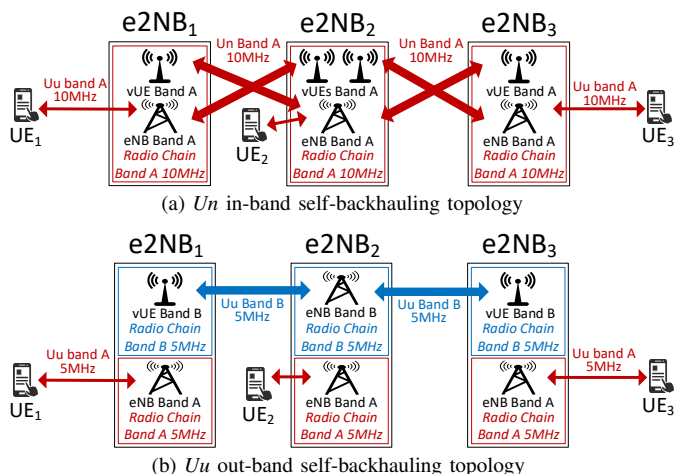 e2NB1 e2NB2 e2NB3
Un Band A
10MHz
Un Band A
10MHz
Uu band A
10MHz
vUE Band A
vUEs Band A
vUE Band A
Uu band A
10MHz
UE1
eNB Band A
Radio Chain
Band A 10MHz
UE2
eNB Band A
Radio Chain
Band A 10MHz
eNB Band A
Radio Chain
Band A 10MHz
UE3
(a) Un in-band self-backhauling topology
e2NB1 e2NB2 e2NB3
vUE Band B
Radio Chain
Band B 5MHz
Uu Band B
5MHz
eNB Band B
Radio Chain
Band B 5MHz
Uu Band B
5MHz
vUE Band B
Radio Chain
Band B 5MHz
Uu band A
5MHz
UE1
eNB Band A
Radio Chain
Band A 5MHz
UE2
eNB Band A
Radio Chain
Band A 5MHz
eNB Band A
Radio Chain
Band A 5MHz
Uu band A
5MHz
UE3
(b) Uu out-band self-backhauling topology